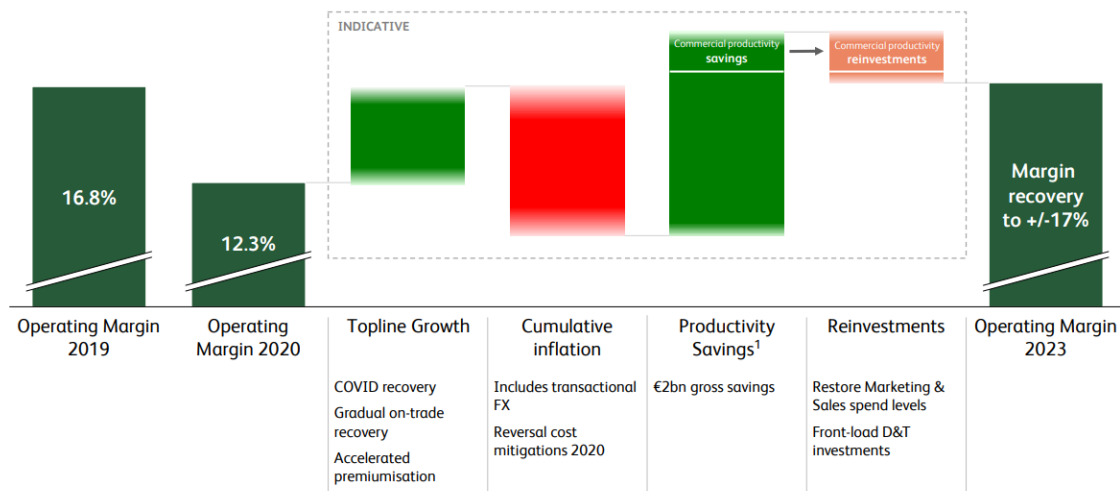 INDICATIVE
Commercial productivity
savings
Commercial productivity
reinvestments
16.8%
12.3%
Margin
recovery
to +/-17%
Operating Margin
2019
Operating
Margin 2020
Topline Growth
COVID recovery
Gradual on-trade
recovery
Accelerated
premiumisation
Cumulative
inflation
Includes transactional
FX
Reversal cost
mitigations 2020
Productivity
Savings¹
€2bn gross savings
Reinvestments
Restore Marketing &
Sales spend levels
Front-load D&T
investments
Operating Margin
2023